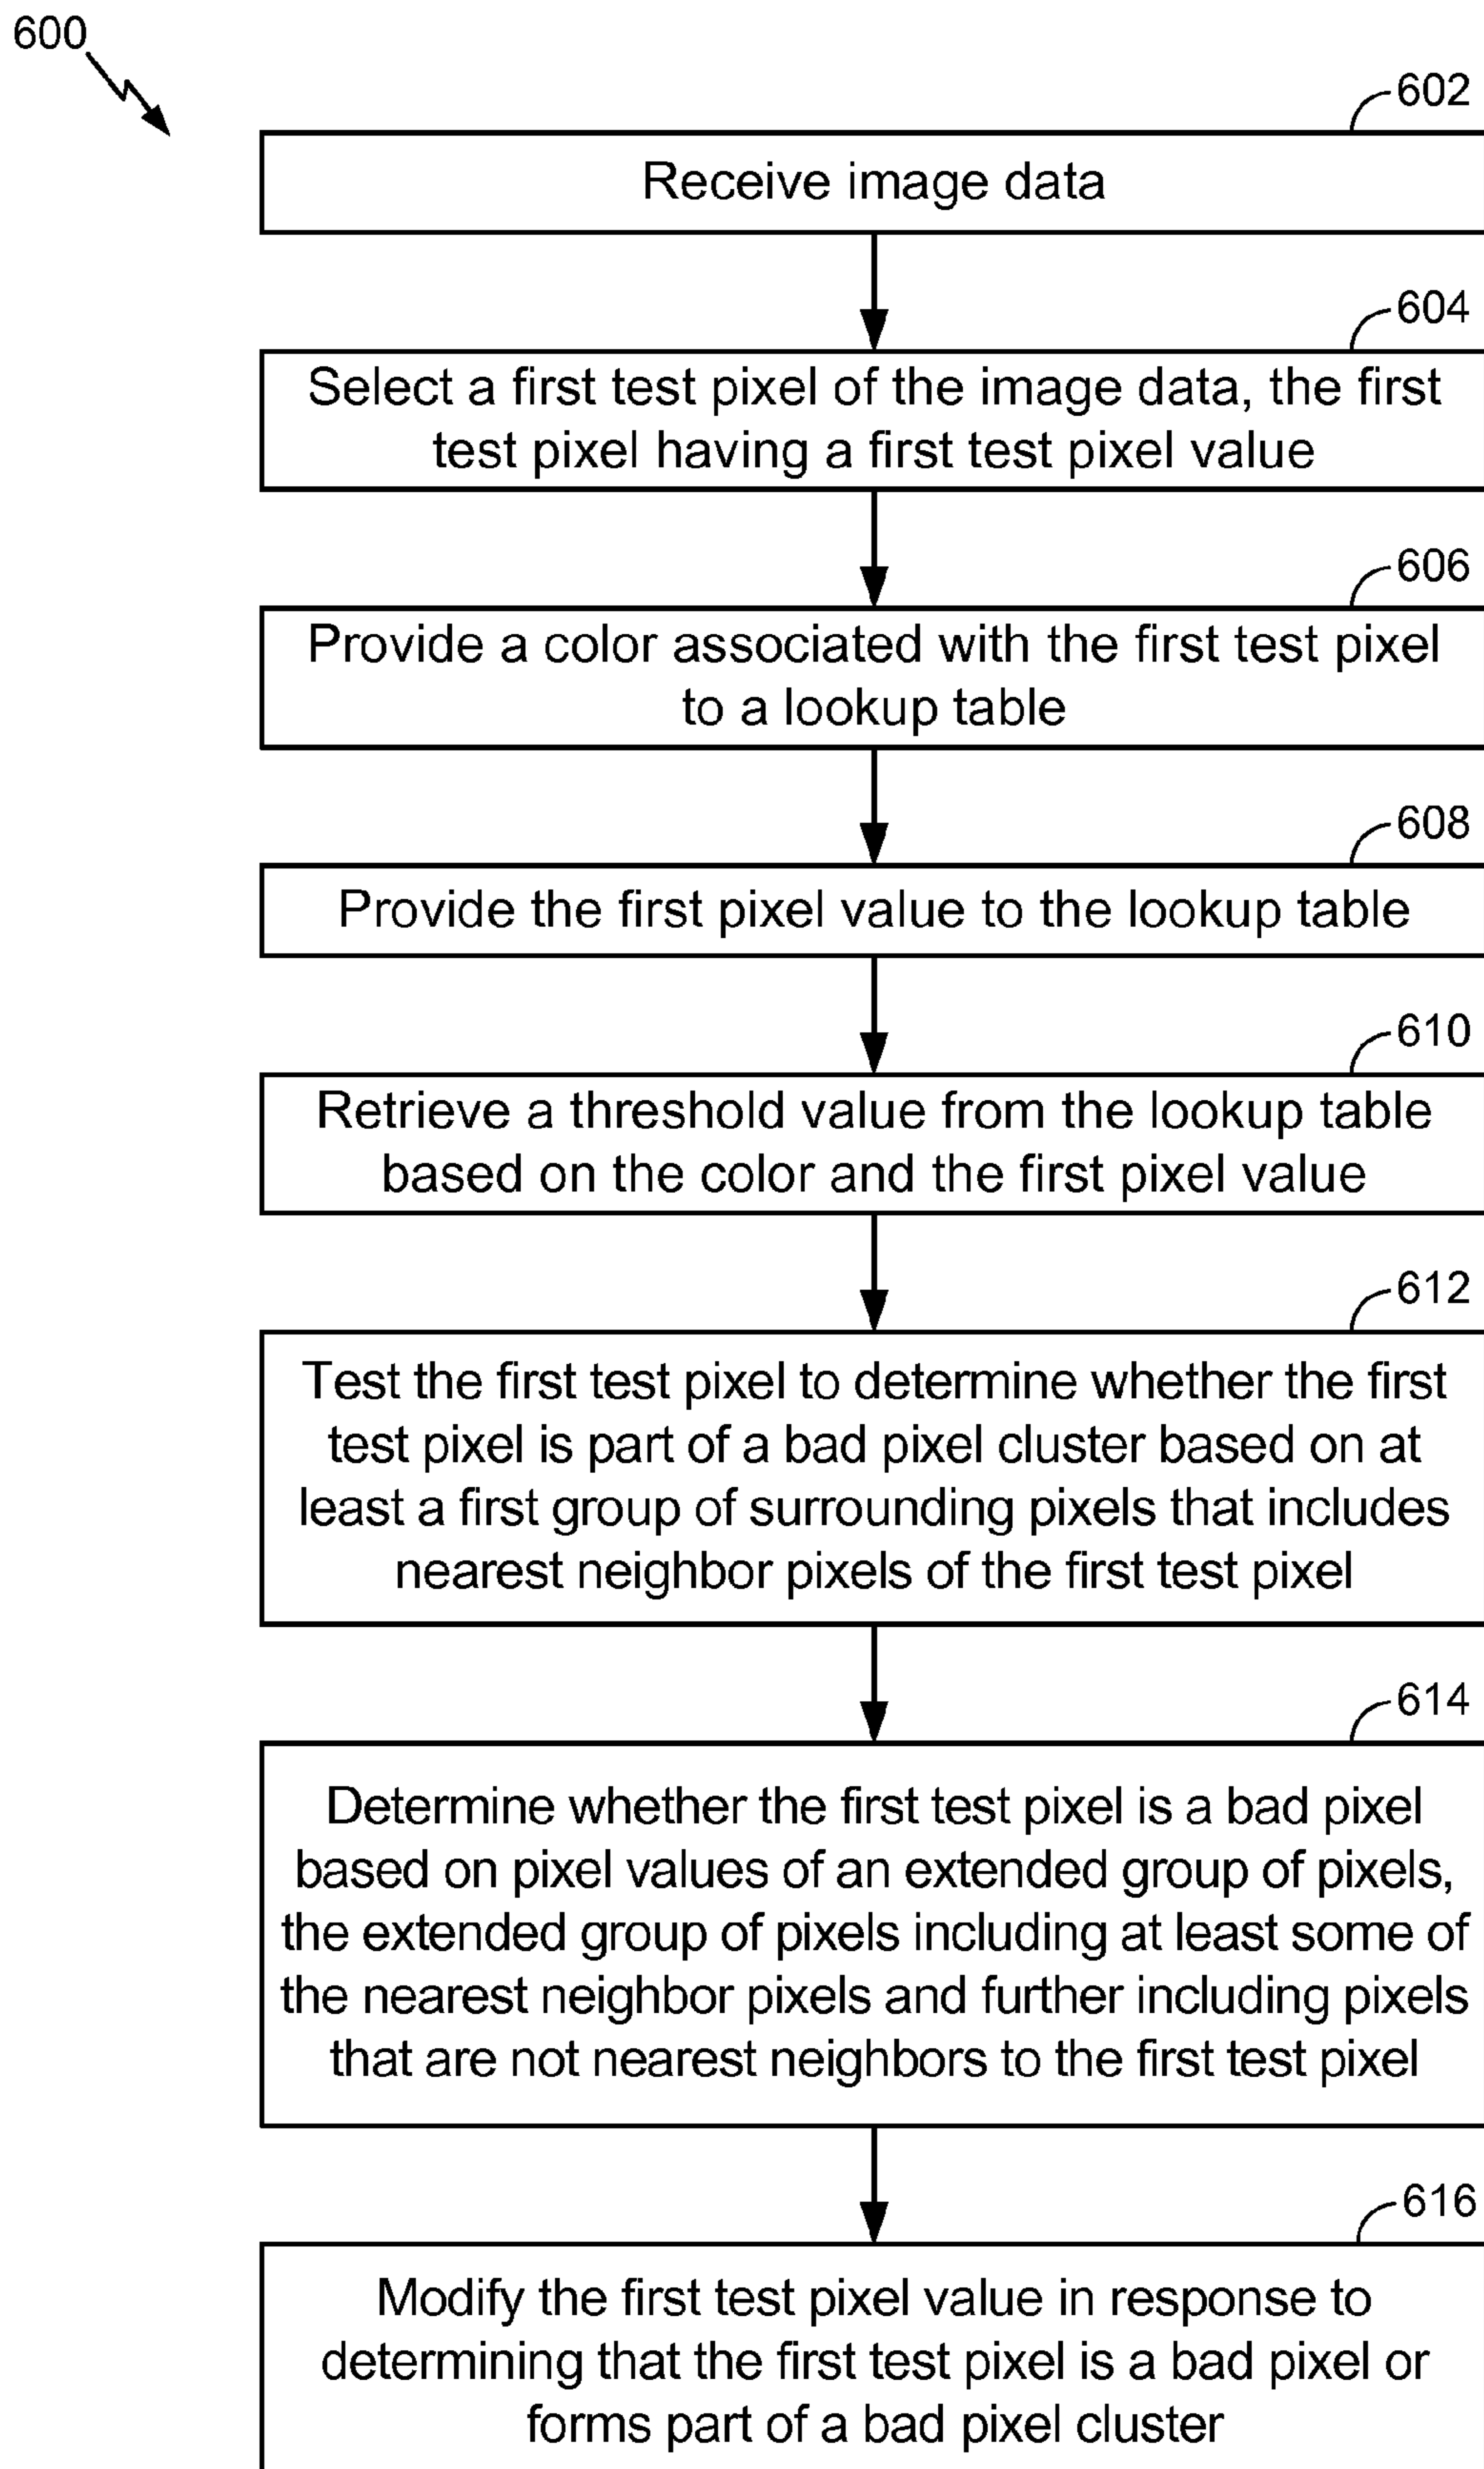 600
602
Receive image data
604
Select a first test pixel of the image data, the first
test pixel having a first test pixel value
606
Provide a color associated with the first test pixel
to a lookup table
608
Provide the first pixel value to the lookup table
610
Retrieve a threshold value from the lookup table
based on the color and the first pixel value
612
Test the first test pixel to determine whether the first
test pixel is part of a bad pixel cluster based on at
least a first group of surrounding pixels that includes
nearest neighbor pixels of the first test pixel
614
Determine whether the first test pixel is a bad pixel
based on pixel values of an extended group of pixels,
the extended group of pixels including at least some of
the nearest neighbor pixels and further including pixels
that are not nearest neighbors to the first test pixel
616
Modify the first test pixel value in response to
determining that the first test pixel is a bad pixel or
forms part of a bad pixel cluster